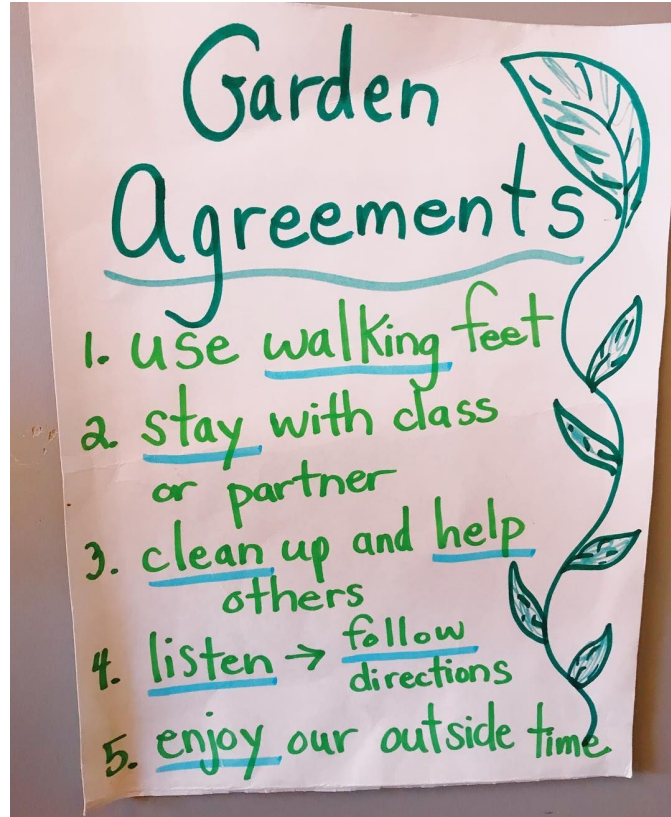 Garden
Agreements
1. use walking feet
2. stay with class
or partner
3. clean up and help
others
4. listen → follow
directions
5. enjoy our outside time